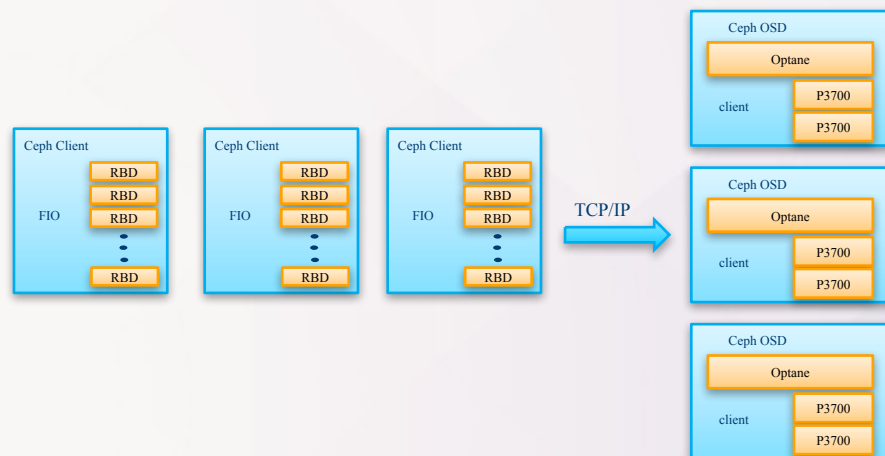 Ceph Client
RBD
RBD
FIO
RBD
RBD
Ceph Client
RBD
RBD
FIO
RBD
RBD
Ceph Client
RBD
RBD
FIO
RBD
RBD
TCP/IP
Ceph OSD
Optane
client
P3700
P3700
Ceph OSD
Optane
client
P3700
P3700
Ceph OSD
Optane
client
P3700
P3700